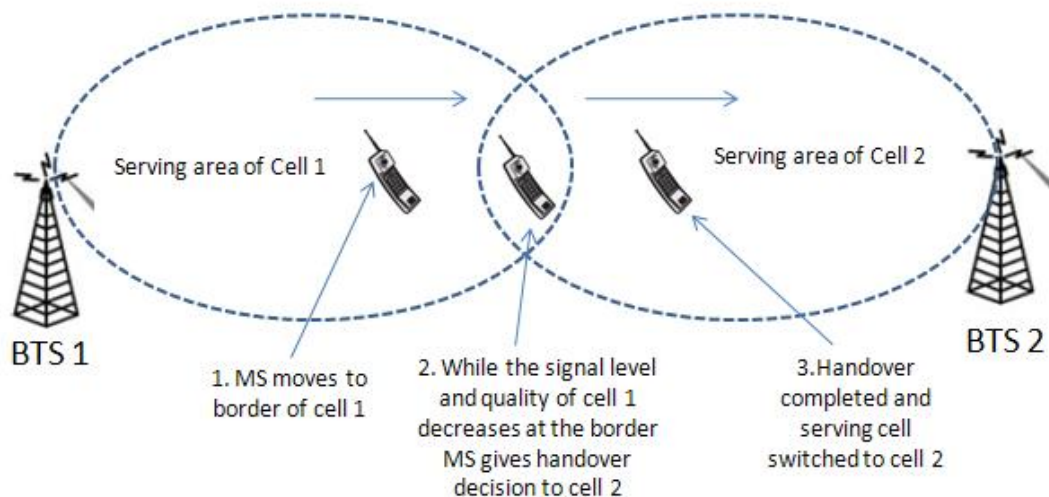 Serving area of Cell 1
Serving area of Cell 2
BTS 1
BTS 2
1. MS moves to
border of cell 1
2. While the signal level
and quality of cell 1
decreases at the border
MS gives handover
decision to cell 2
3.Handover
completed and
serving cell
switched to cell 2